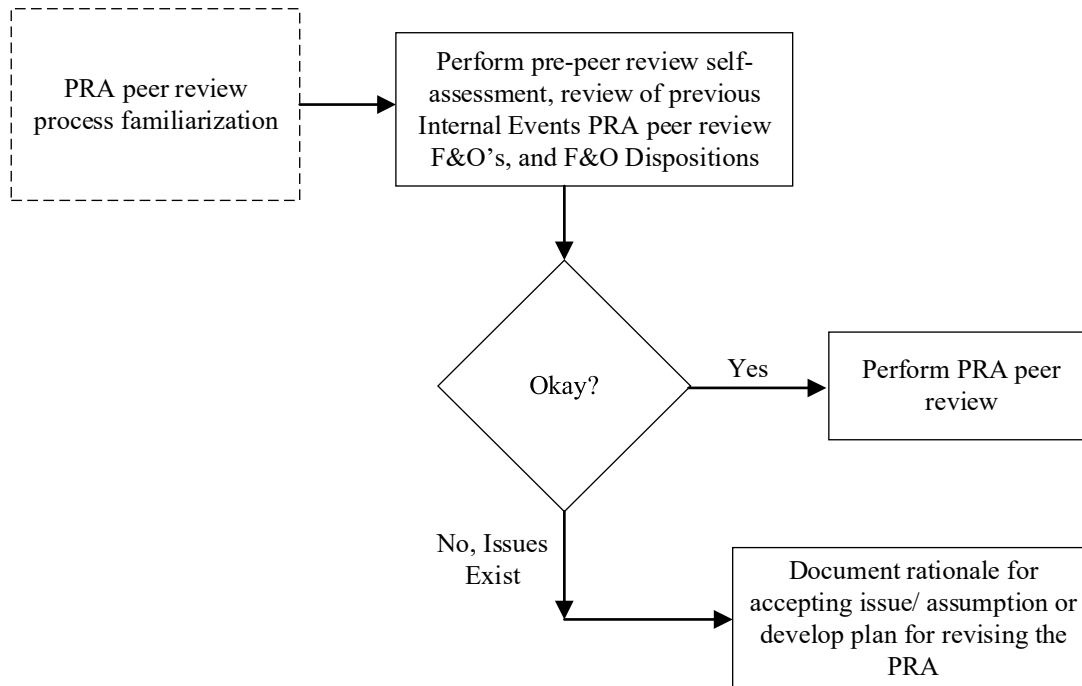 PRA peer review
process familiarization
Perform pre-peer review self-
assessment, review of previous
Internal Events PRA peer review
F&O's, and F&O Dispositions
Okay?
Yes
Perform PRA peer
review
No, Issues
Exist
Document rationale for
accepting issue/ assumption or
develop plan for revising the
PRA